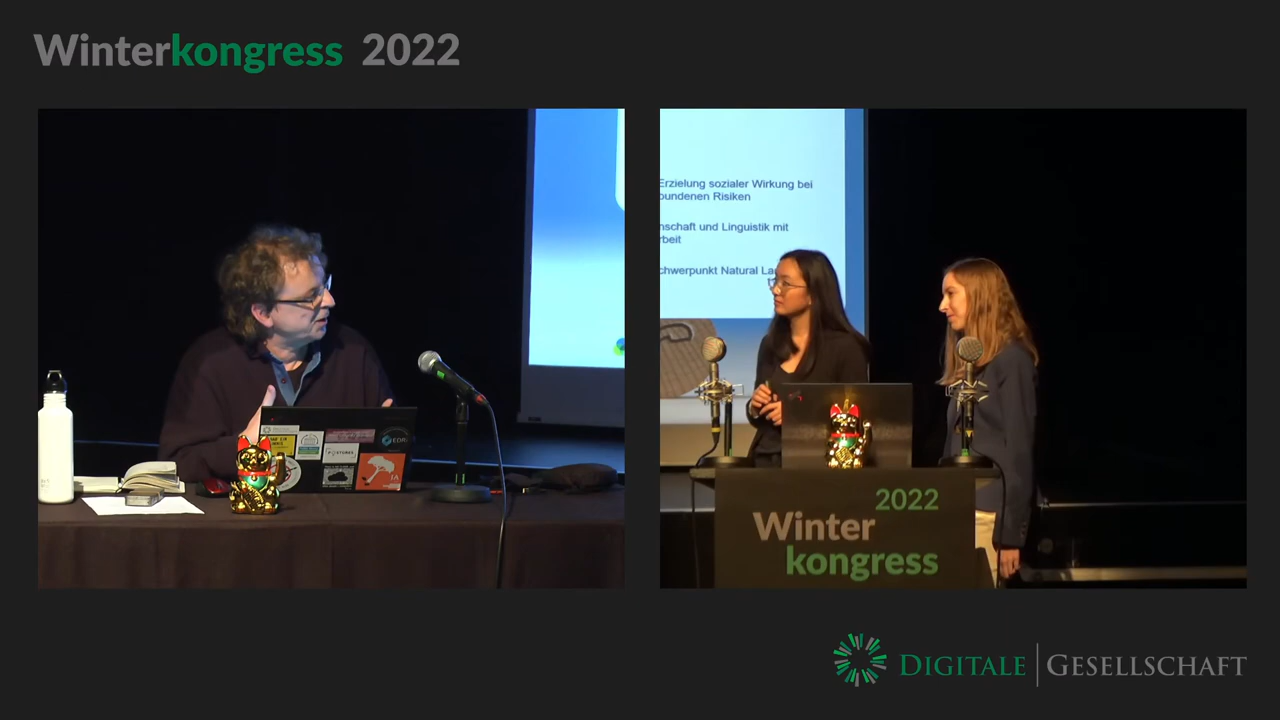 Winterkongress 2022
Erzielung sozialer Wirkung bei
bundenen Risiken
nschaft und Linguistik mit
rbeit
chwerpunkt Natural La
EDRi
2022
Winter
kongress
DIGITALE GESELLSCHAFT